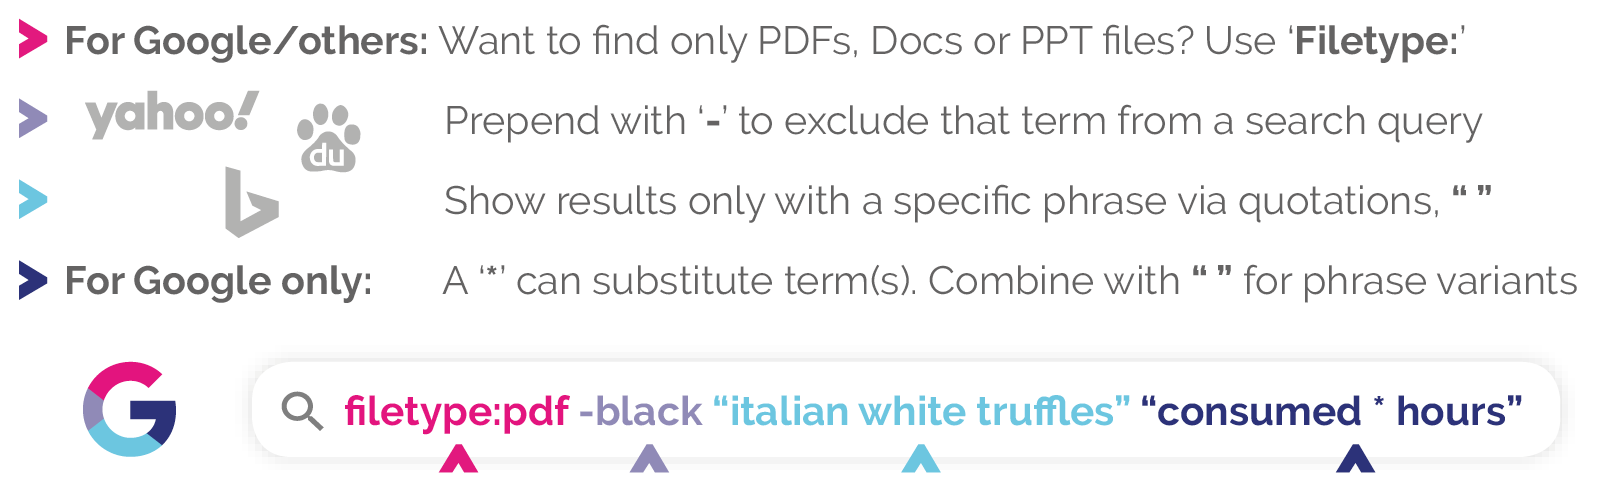 For Google/others: Want to find only PDFs, Docs or PPT files? Use ‘Filetype:’
yahoo! Prepend with ‘-’ to exclude that term from a search query
du
Show results only with a specific phrase via quotations, “ ”
For Google only: A ‘*’ can substitute term(s). Combine with “ ” for phrase variants
G filetype:pdf -black “italian white truffles” “consumed * hours”